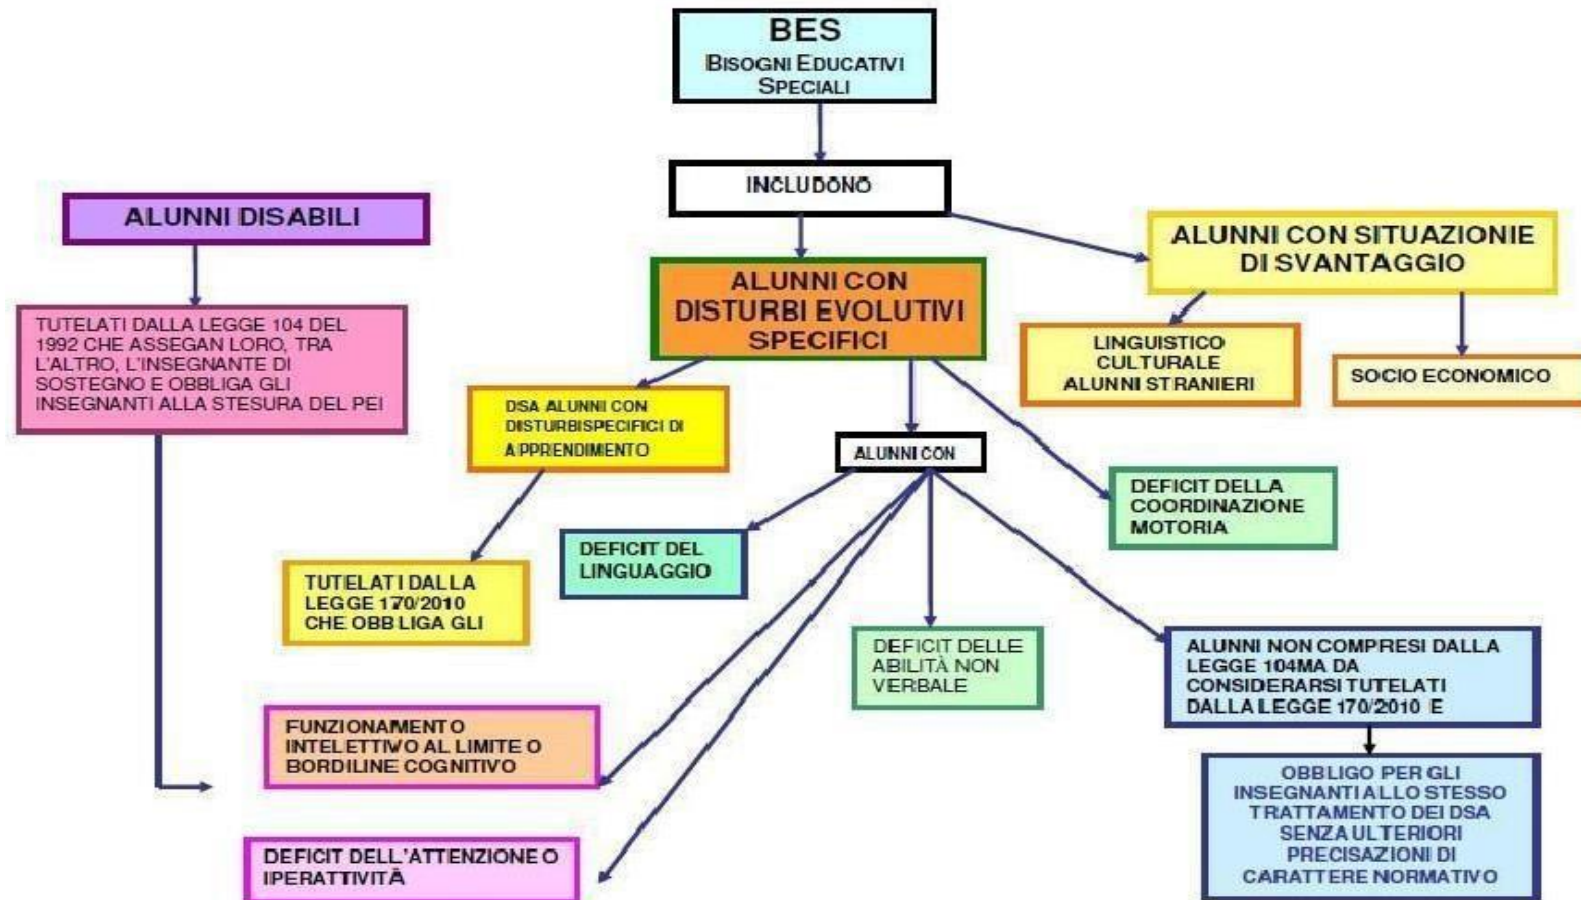 BES
BISOGNI EDUCATIVI
SPECIALI
INCLUDONO
ALUNNI DISABILI
TUTELATI DALLA LEGGE 104 DEL
1992 CHE ASSEGAN LORO, TRA
L'ALTRO, L'INSEGNANTE DI
SOSTEGNO E OBBLIGA GLI
INSEGNANTI ALLA STESURA DEL PEI
ALUNNI CON
DISTURBI EVOLUTIVI
SPECIFICI
ALUNNI CON SITUAZIONIE
DI SVANTAGGIO
LINGUISTICO
CULTURALE
ALUNNI STRANIERI
SOCIO ECONOMICO
DSA ALUNNI CON
DISTURBISPECIFICI DI
APPRENDIMENTO
ALUNNI CON
DEFICIT DELLA
COORDINAZIONE
MOTORIA
DEFICIT DEL
LINGUAGGIO
TUTELATI DALLA
LEGGE 170/2010
CHE OBBLIGA GLI
DEFICIT DELLE
ABILITÀ NON
VERBALE
ALUNNI NON COMPRESI DALLA
LEGGE 104MA DA
CONSIDERARSI TUTELATI
DALLA LEGGE 170/2010 E
FUNZIONAMENTO
INTELETTIVO AL LIMITE O
BORDILINE COGNITIVO
OBBLIGO PER GLI
INSEGNANTI ALLO STESSO
TRATTAMENTO DEI DSA
SENZA ULTERIORI
PRECISAZIONI DI
CARATTERE NORMATIVO
DEFICIT DELL'ATTENZIONE O
IPERATTIVITÀ